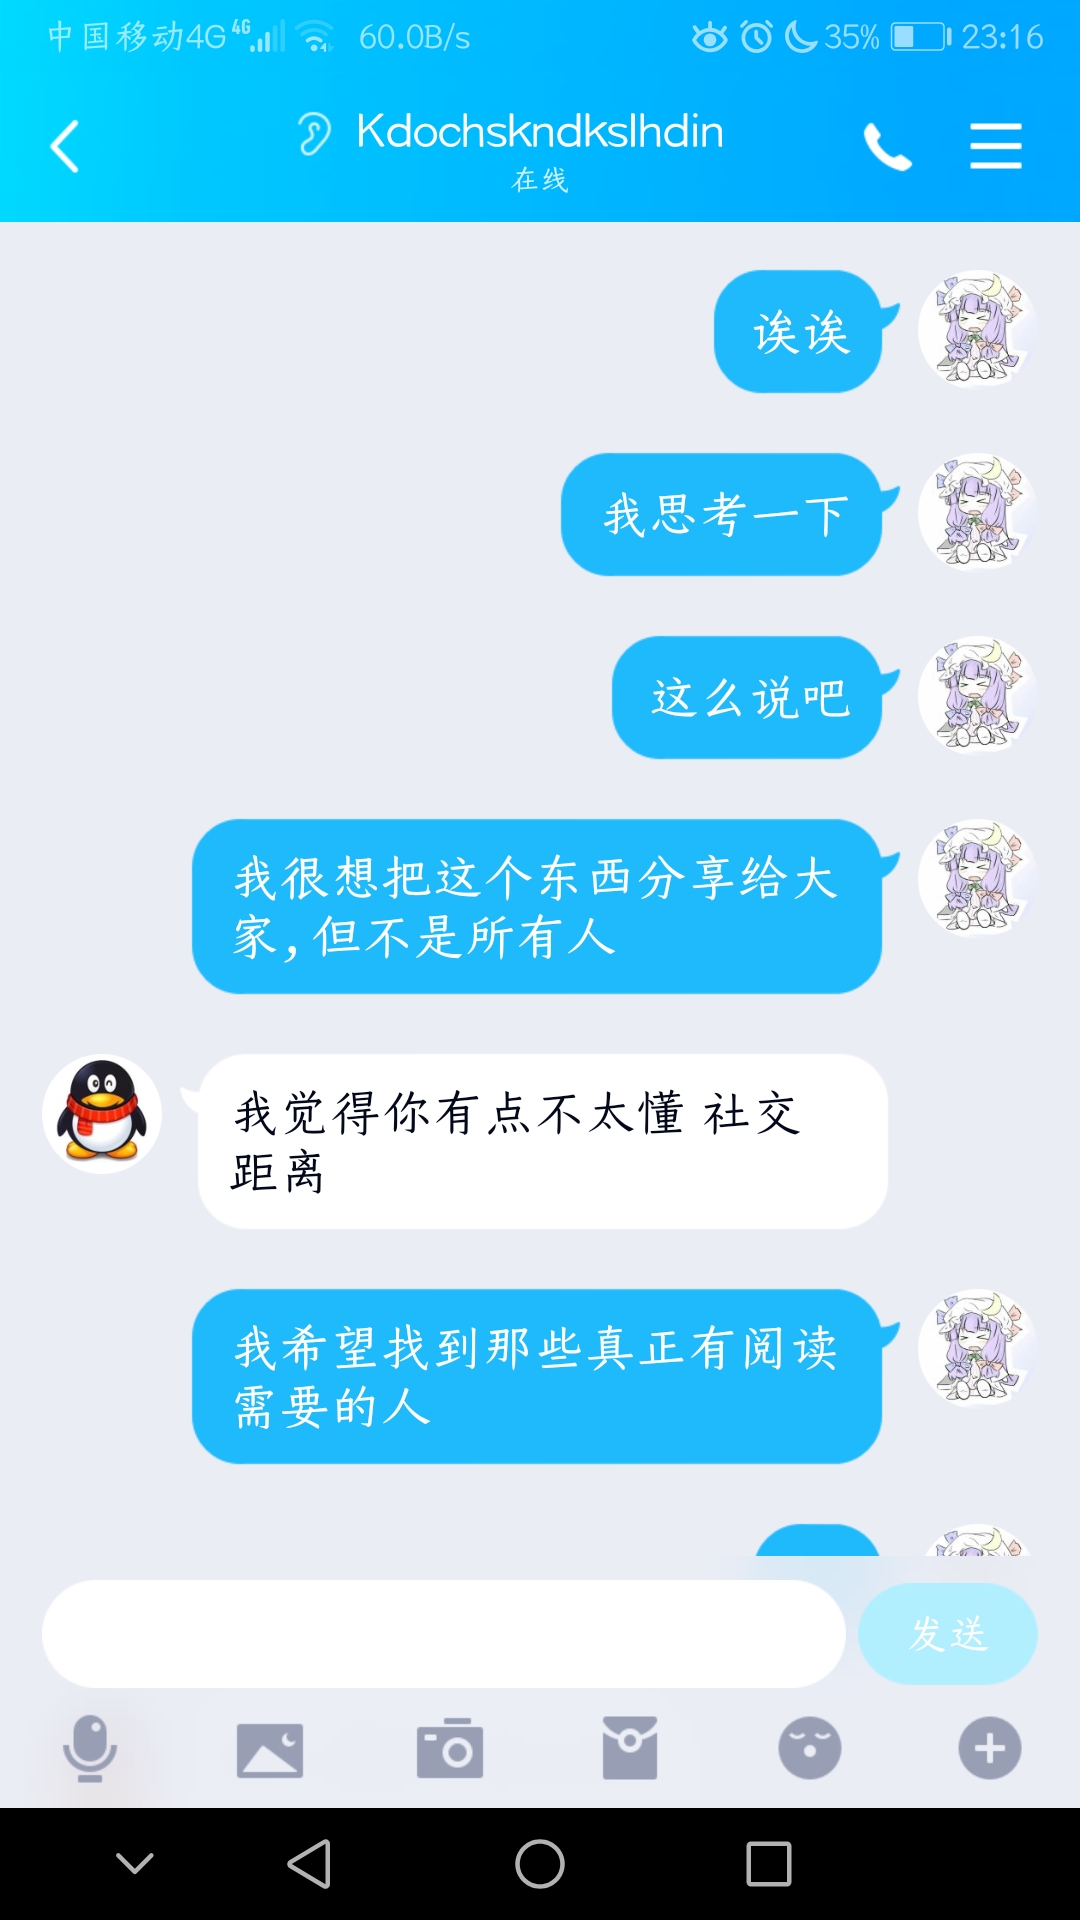 中国移动4G 4G 60.0B/s 35% 23:16
Kdochskndkslhdin
在线
诶诶
我思考一下
这么说吧
我很想把这个东西分享给大
家,但不是所有人
我觉得你有点不太懂 社交
距离
我希望找到那些真正有阅读
需要的人
发送